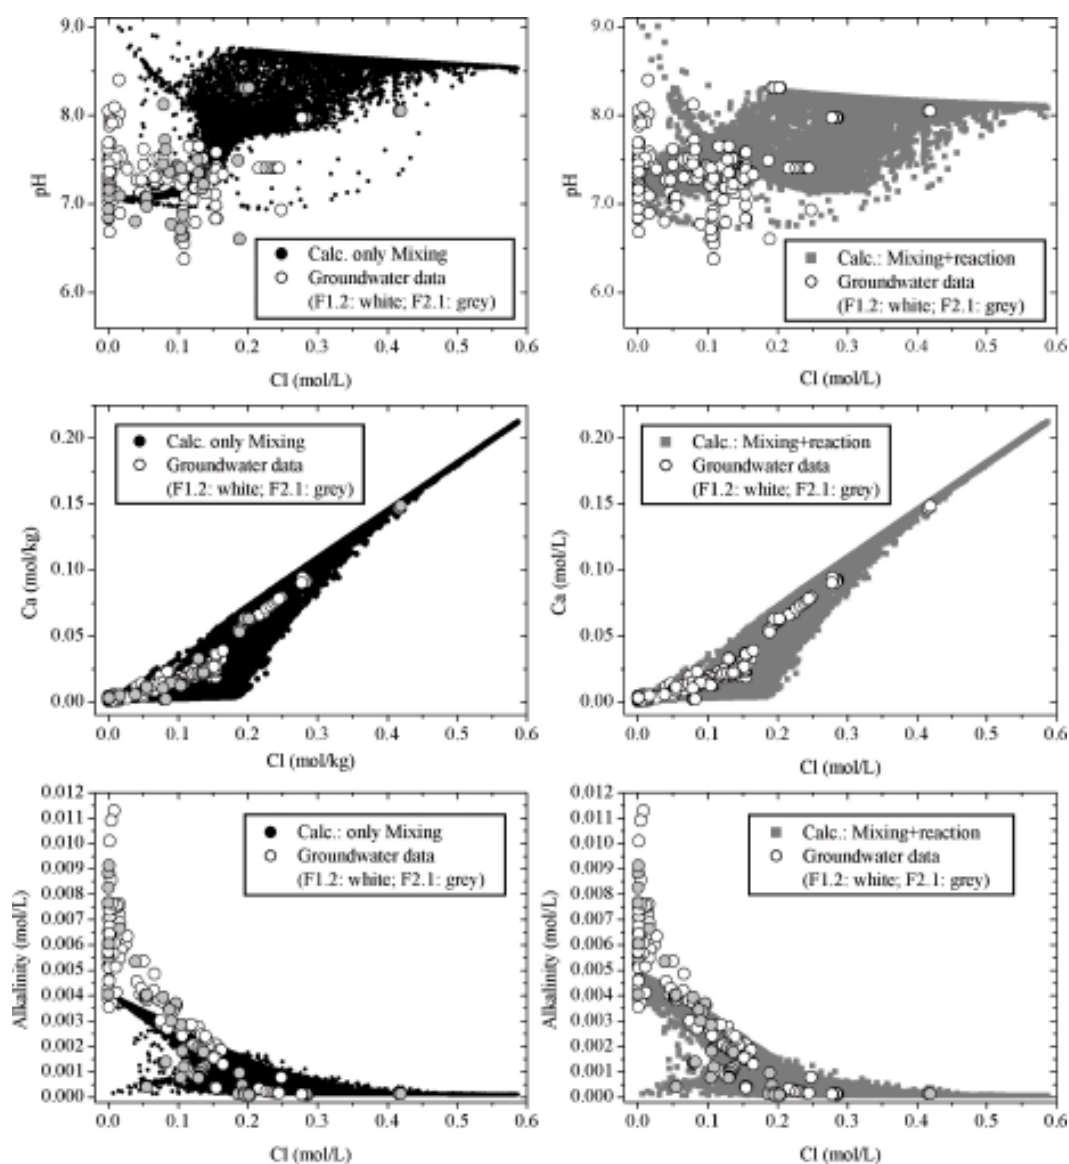 9.0
8.0
7.0
6.0
pH
Calc. only Mixing
Groundwater data
(F1.2: white; F2.1: grey)
0.0 0.1 0.2 0.3 0.4 0.5 0.6
Cl (mol/L)
9.0
8.0
7.0
6.0
pH
Calc.: Mixing+reaction
Groundwater data
(F1.2: white; F2.1: grey)
0.0 0.1 0.2 0.3 0.4 0.5 0.6
Cl (mol/L)
0.20
0.15
0.10
0.05
0.00
Ca (mol/kg)
Calc. only Mixing
Groundwater data
(F1.2: white; F2.1: grey)
0.0 0.1 0.2 0.3 0.4 0.5 0.6
Cl (mol/kg)
0.20
0.15
0.10
0.05
0.00
Ca (mol/L)
Calc.: Mixing+reaction
Groundwater data
(F1.2: white; F2.1: grey)
0.0 0.1 0.2 0.3 0.4 0.5 0.6
Cl (mol/L)
0.012
0.011
0.010
0.009
0.008
0.007
0.006
0.005
0.004
0.003
0.002
0.001
0.000
Alkalinity (mol/L)
Calc.: only Mixing
Groundwater data
(F1.2: white; F2.1: grey)
0.0 0.1 0.2 0.3 0.4 0.5 0.6
Cl (mol/L)
0.012
0.011
0.010
0.009
0.008
0.007
0.006
0.005
0.004
0.003
0.002
0.001
0.000
Alkalinity (mol/L)
Calc.: Mixing+reaction
Groundwater data
(F1.2: white; F2.1: grey)
0.0 0.1 0.2 0.3 0.4 0.5 0.6
Cl (mol/L)